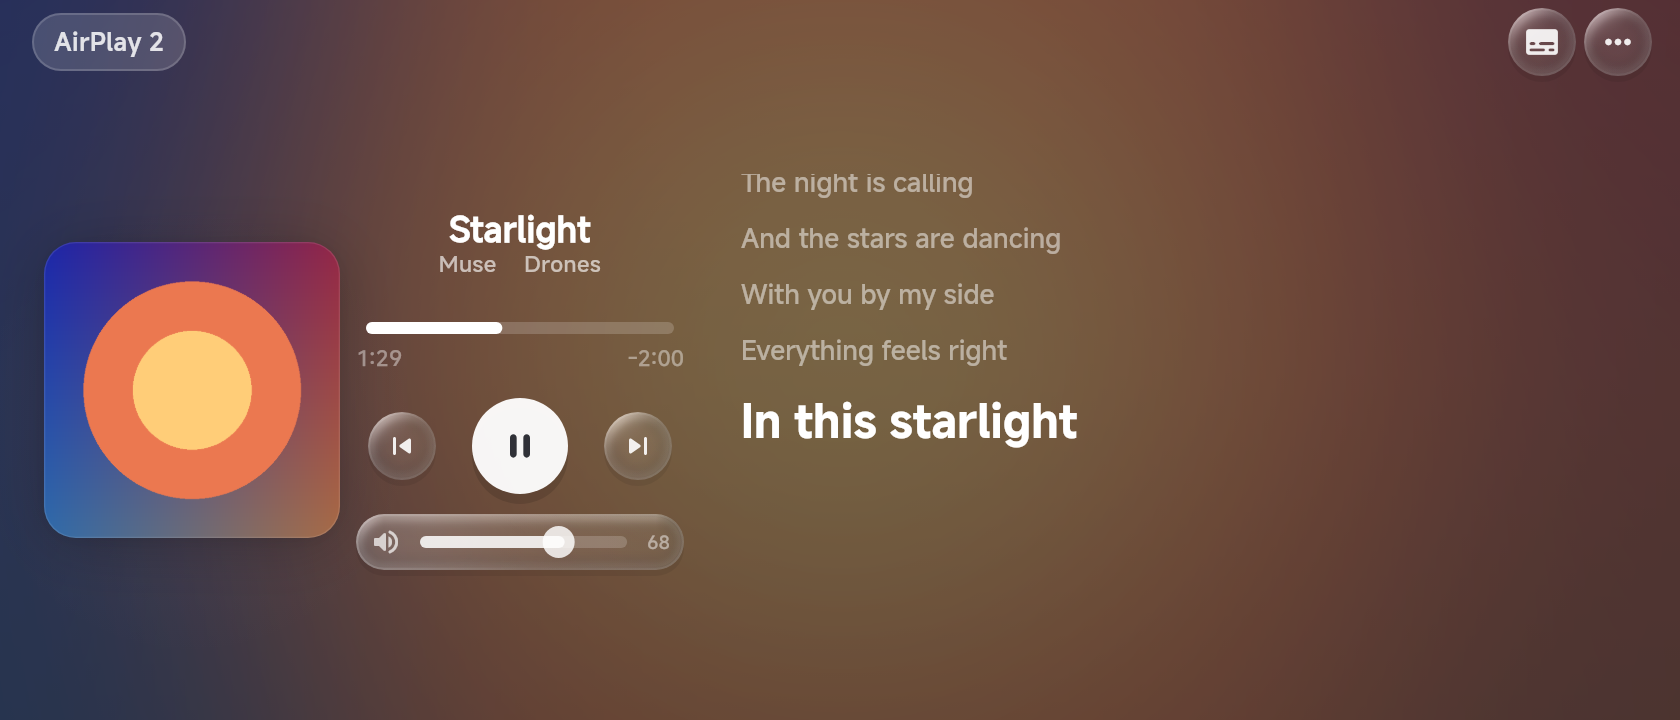 AirPlay 2
Starlight
Muse Drones
1:29 -2:00
68
The night is calling
And the stars are dancing
With you by my side
Everything feels right
In this starlight